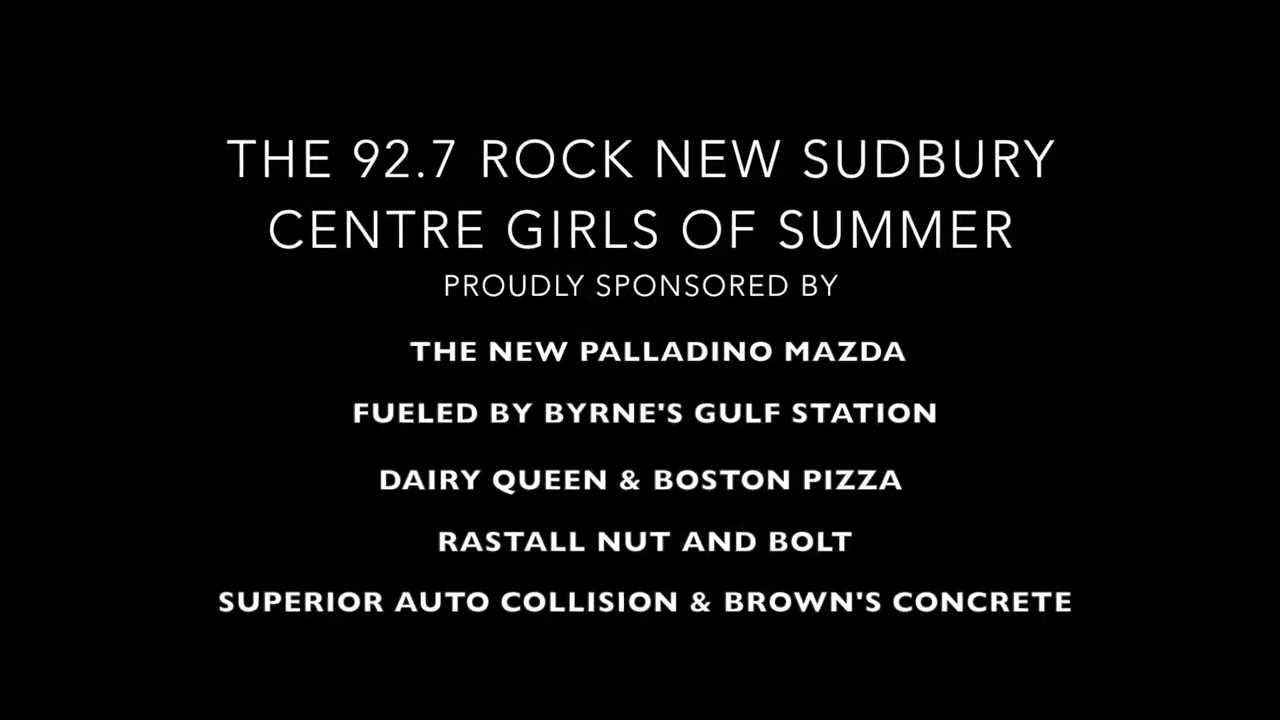 THE 92.7 ROCK NEW SUDBURY
CENTRE GIRLS OF SUMMER
PROUDLY SPONSORED BY
THE NEW PALLADINO MAZDA
FUELED BY BYRNE'S GULF STATION
DAIRY QUEEN & BOSTON PIZZA
RASTALL NUT AND BOLT
SUPERIOR AUTO COLLISION & BROWN'S CONCRETE